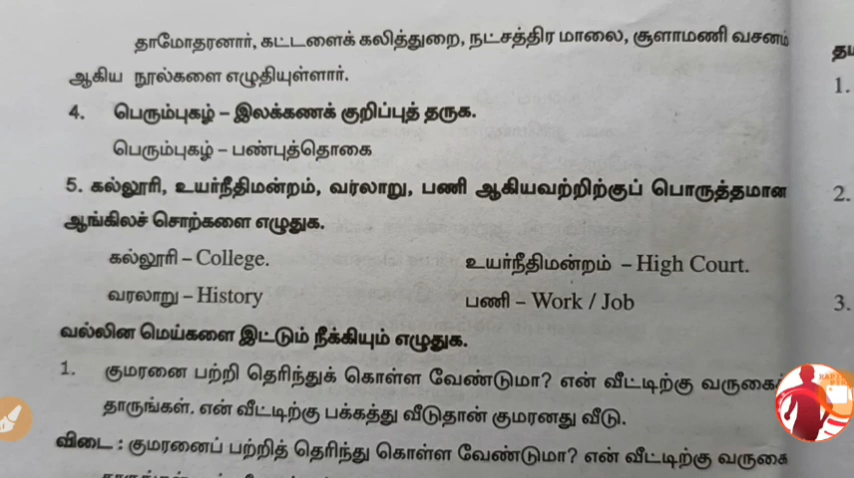 தாமோதரனார், கட்டளைக் கலித்துறை, நட்சத்திர மாலை, சூளாமணி வசனம்
ஆகிய நூல்களை எழுதியுள்ளார்.
4. பெரும்புகழ் – இலக்கணக் குறிப்புத் தருக.
பெரும்புகழ் – பண்புத்தொகை
5. கல்லூரி, உயர்நீதிமன்றம், வரலாறு, பணி ஆகியவற்றிற்குப் பொருத்தமான
ஆங்கிலச் சொற்களை எழுதுக.
கல்லூரி – College. உயர்நீதிமன்றம் – High Court.
வரலாறு – History பணி – Work / Job
வல்லின மெய்களை இட்டும் நீக்கியும் எழுதுக.
1. குமரனை பற்றி தெரிந்துக் கொள்ள வேண்டுமா? என் வீட்டிற்கு வருகைத்
தாருங்கள். என் வீட்டிற்கு பக்கத்து வீடுதான் குமரனது வீடு.
விடை : குமரனைப் பற்றித் தெரிந்து கொள்ள வேண்டுமா? என் வீட்டிற்கு வருகை
1.
2.
3.